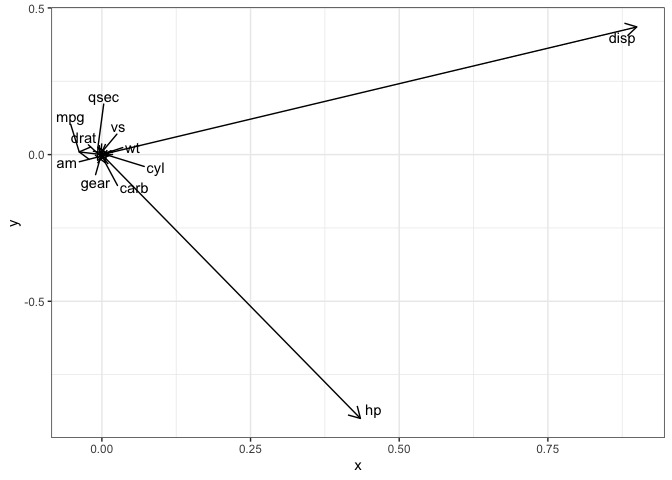 0.5
disp
qsec
mpg
vs
drat
wt
0.0
am
cyl
gear
carb
y
-0.5
hp
0.00
0.25
0.50
0.75
x